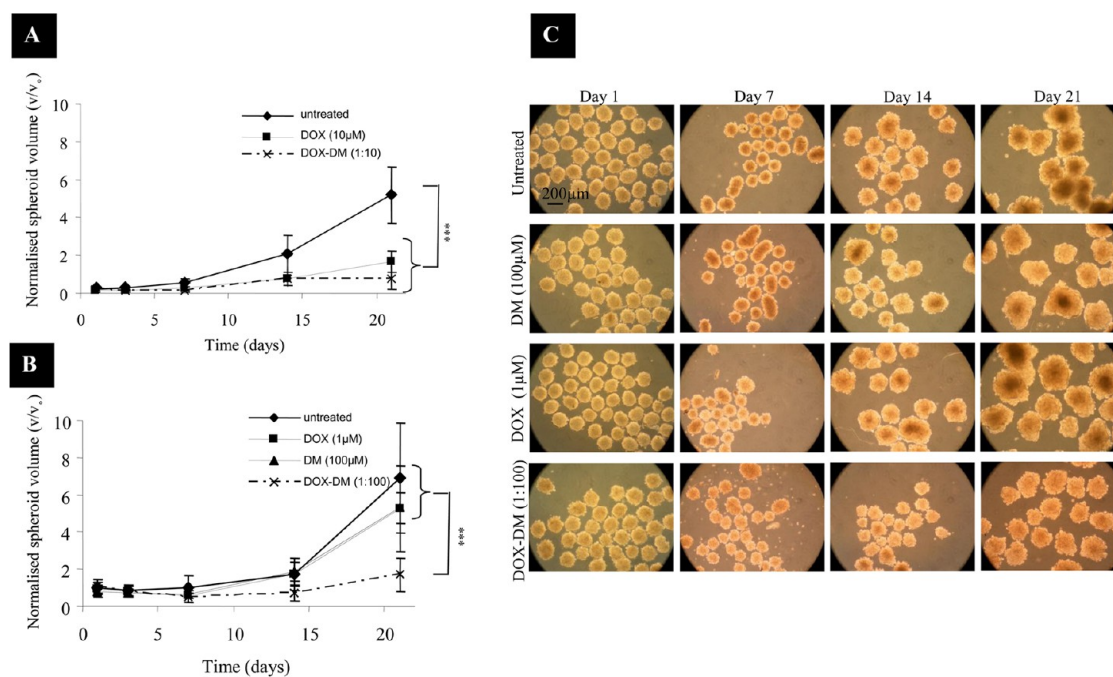 A
Normalised spheroid volume (v/v₀)
10
8
6
4
2
0
0
5
10
15
20
Time (days)
untreated
DOX (10µM)
DOX-DM (1:10)
***
B
Normalised spheroid volume (v/v₀)
10
8
6
4
2
0
0
5
10
15
20
Time (days)
untreated
DOX (1µM)
DM (100µM)
DOX-DM (1:100)
***
C
Day 1
Day 7
Day 14
Day 21
Untreated
200µm
DM (100µM)
DOX (1µM)
DOX-DM (1:100)